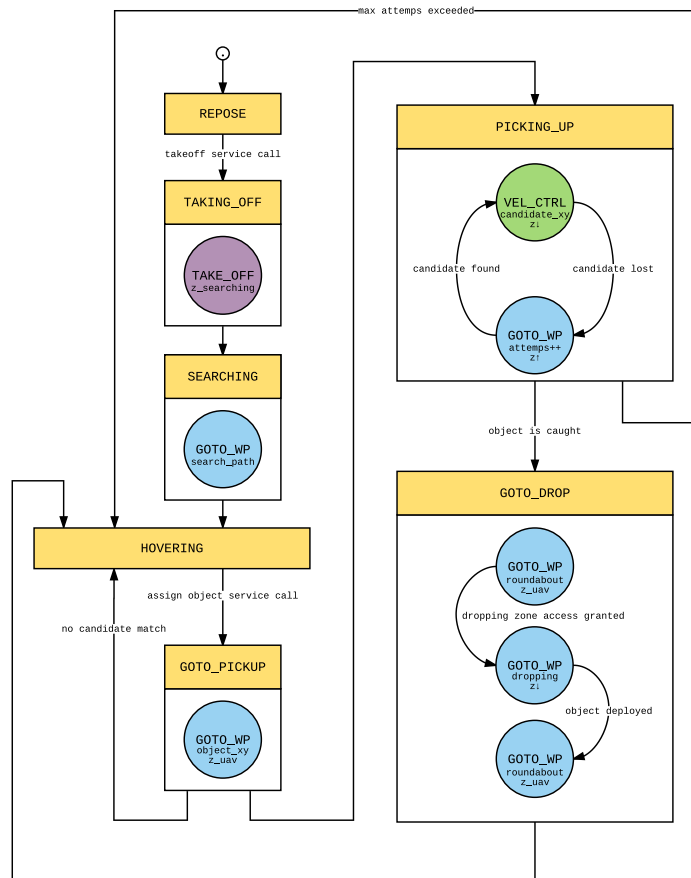 max attemps exceeded
.
REPOSE
takeoff service call
TAKING_OFF
TAKE_OFF
z_searching
SEARCHING
GOTO_WP
search_path
HOVERING
assign object service call
no candidate match
GOTO_PICKUP
GOTO_WP
object_xy
z_uav
PICKING_UP
VEL_CTRL
candidate_xy
z↓
candidate found
candidate lost
GOTO_WP
attemps++
z↑
object is caught
GOTO_DROP
GOTO_WP
roundabout
z_uav
dropping zone access granted
GOTO_WP
dropping
z↓
object deployed
GOTO_WP
roundabout
z_uav